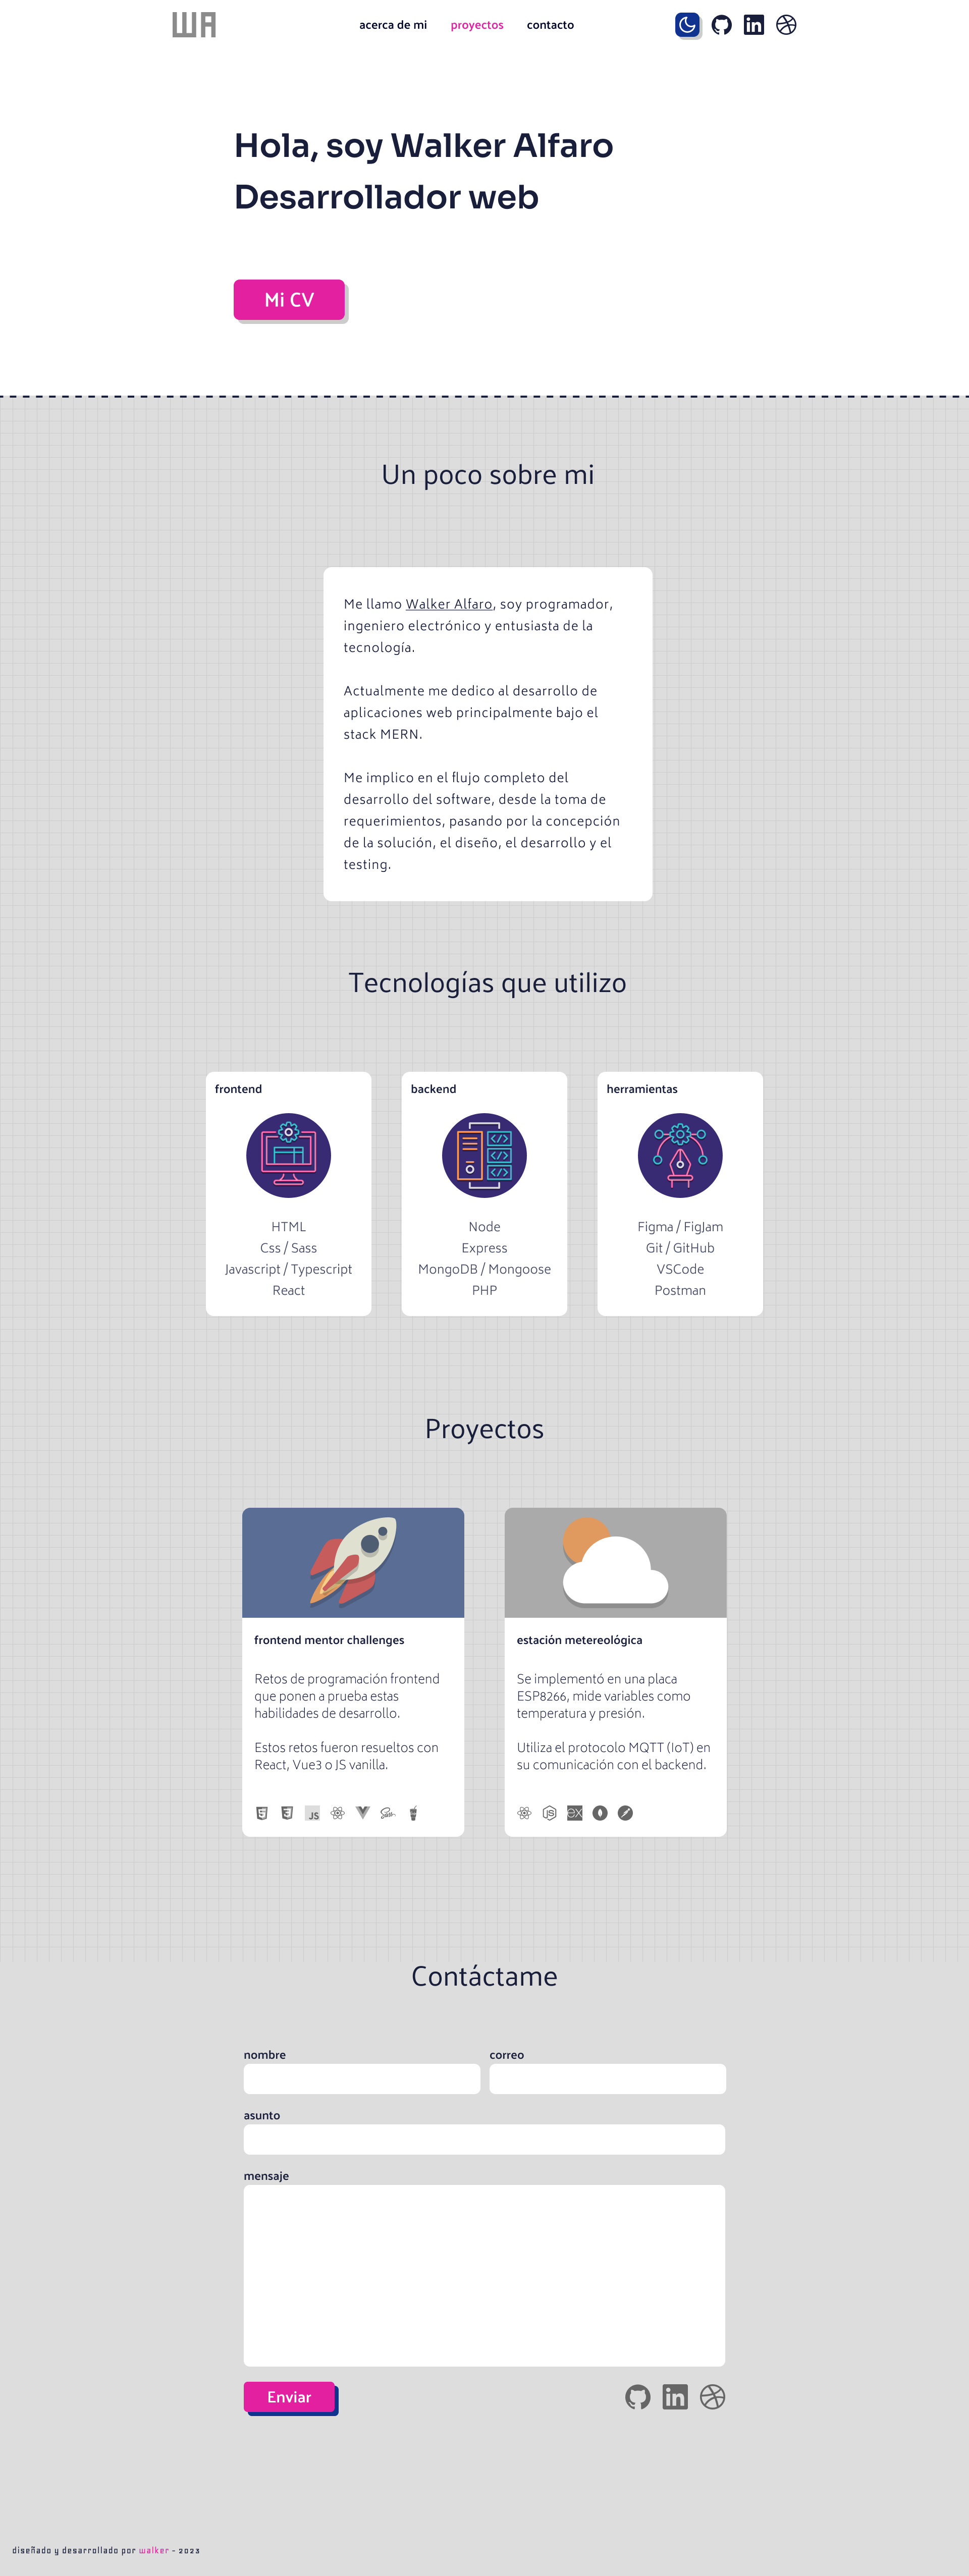 WA
acerca de mi
proyectos
contacto
Hola, soy Walker Alfaro
Desarrollador web
Mi CV
Un poco sobre mi
Me llamo Walker Alfaro, soy programador,
ingeniero electrónico y entusiasta de la
tecnología.
Actualmente me dedico al desarrollo de
aplicaciones web principalmente bajo el
stack MERN.
Me implico en el flujo completo del
desarrollo del software, desde la toma de
requerimientos, pasando por la concepción
de la solución, el diseño, el desarrollo y el
testing.
Tecnologías que utilizo
frontend
HTML
Css / Sass
Javascript / Typescript
React
backend
Node
Express
MongoDB / Mongoose
PHP
herramientas
Figma / FigJam
Git / GitHub
VSCode
Postman
Proyectos
frontend mentor challenges
Retos de programación frontend
que ponen a prueba estas
habilidades de desarrollo.
Estos retos fueron resueltos con
React, Vue3 o JS vanilla.
estación metereológica
Se implementó en una placa
ESP8266, mide variables como
temperatura y presión.
Utiliza el protocolo MQTT (IoT) en
su comunicación con el backend.
Contáctame
nombre
correo
asunto
mensaje
Enviar
diseñado y desarrollado por walker - 2023